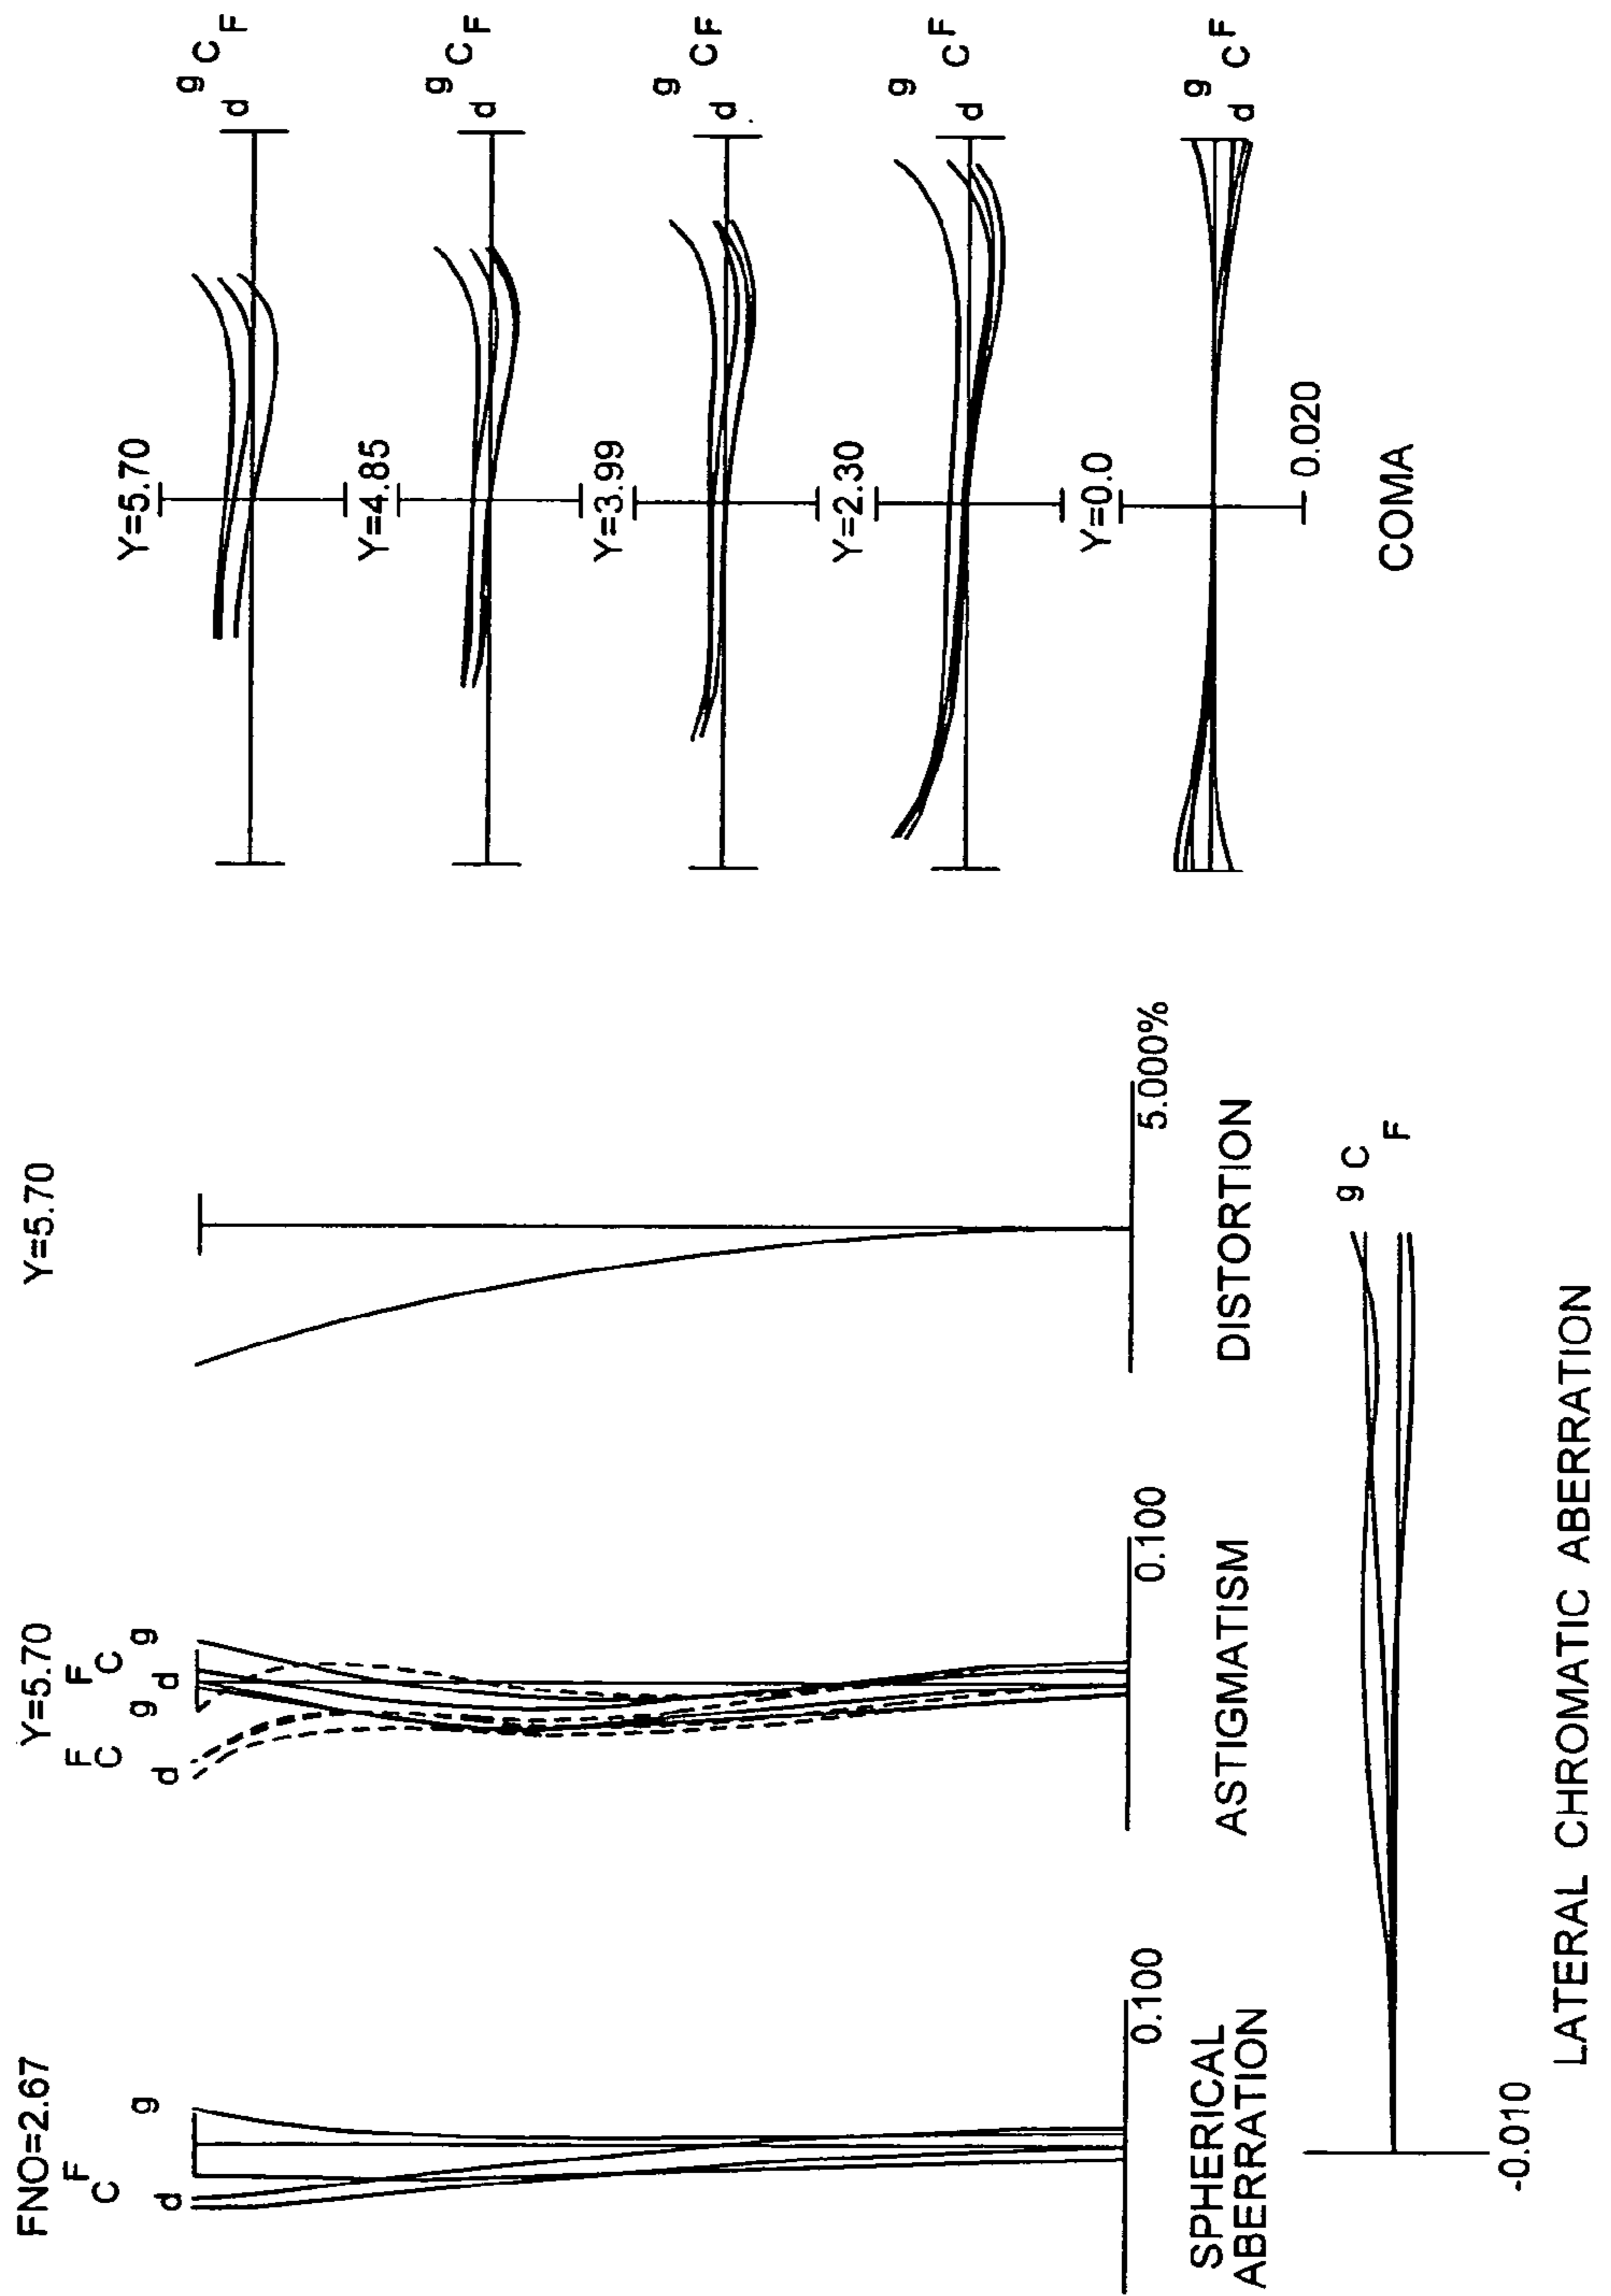 FNO=2.67
F
C
g
d
0.100
SPHERICAL
ABERRATION
Y=5.70
F
C
g
d
F
C
g
d
0.100
ASTIGMATISM
Y=5.70
5.000%
DISTORTION
Y=5.70
g
C
F
d
Y=4.85
g
C
F
d
Y=3.99
g
C
F
d
Y=2.30
g
C
F
d
Y=0.0
g
C
F
d
0.020
COMA
g
C
F
-0.010
LATERAL CHROMATIC ABERRATION